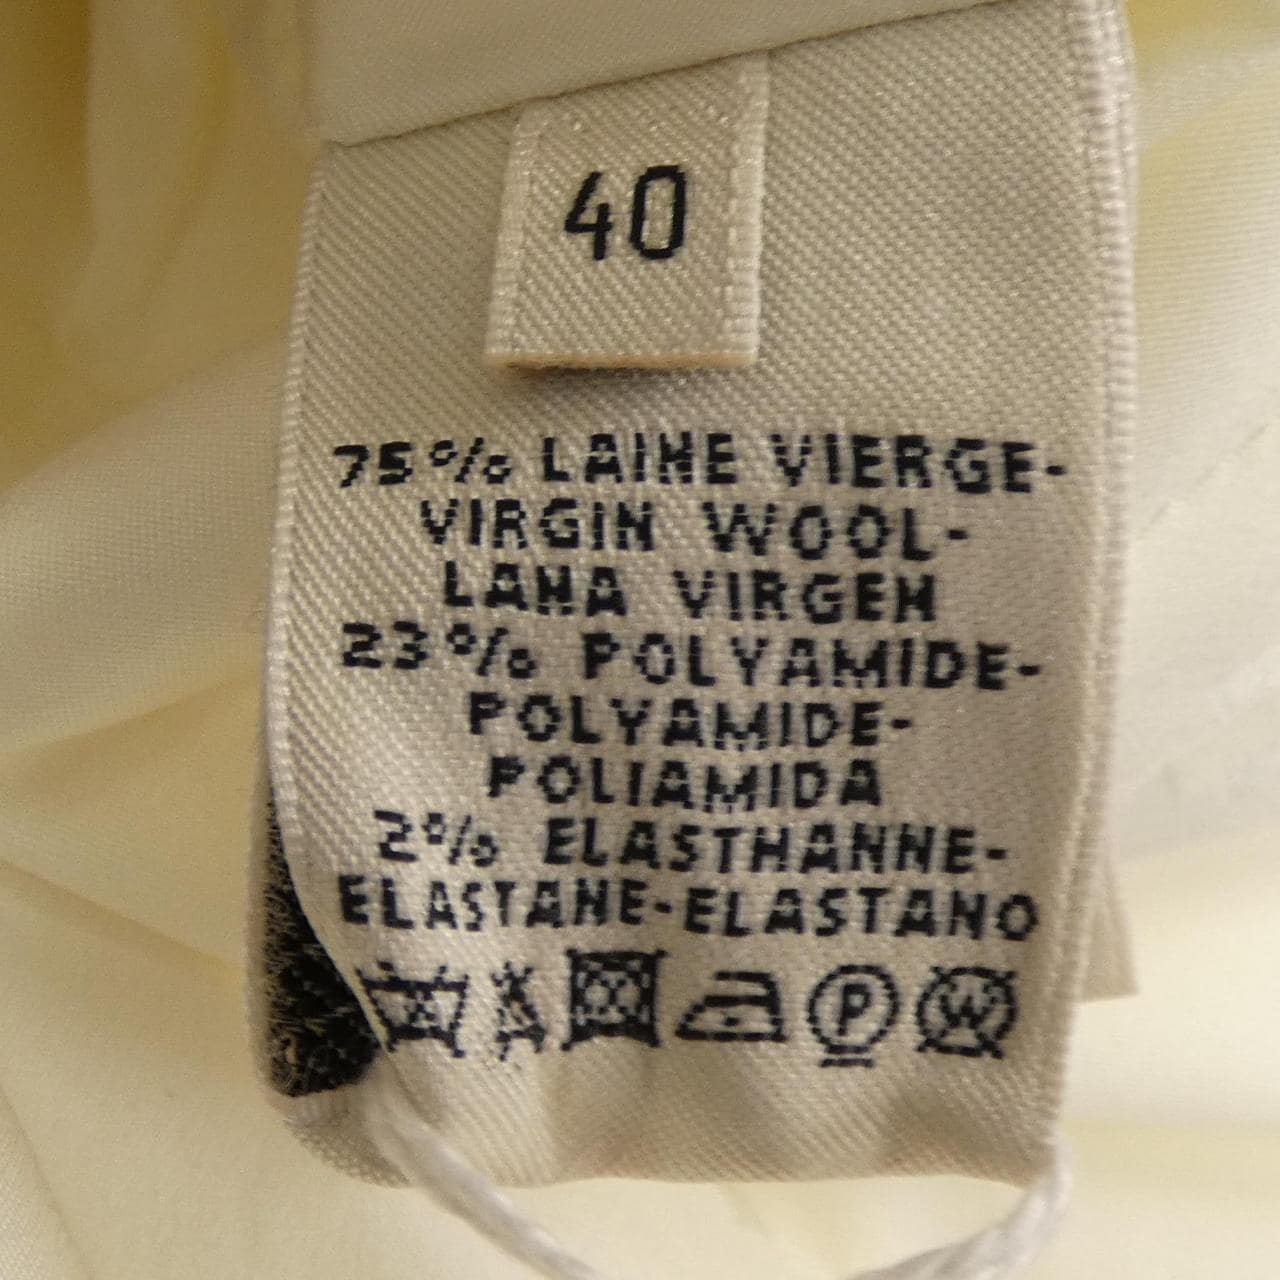 40
75% LAINE VIERGE-
VIRGIN WOOL-
LANA VIRGEN
23% POLYAMIDE-
POLYAMIDE-
POLIAMIDA
2% ELASTHANNE-
ELASTANE-ELASTANO
P W